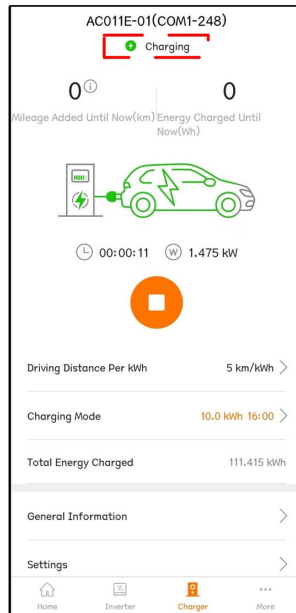 AC011E-01(COM1-248)
Charging
0 0
Mileage Added Until Now(km) Energy Charged Until Now(Wh)
00:00:11 W 1.475 kW
Driving Distance Per kWh 5 km/kWh
Charging Mode 10.0 kWh 16:00
Total Energy Charged 111.415 kWh
General Information
Settings
Home Inverter Charger More